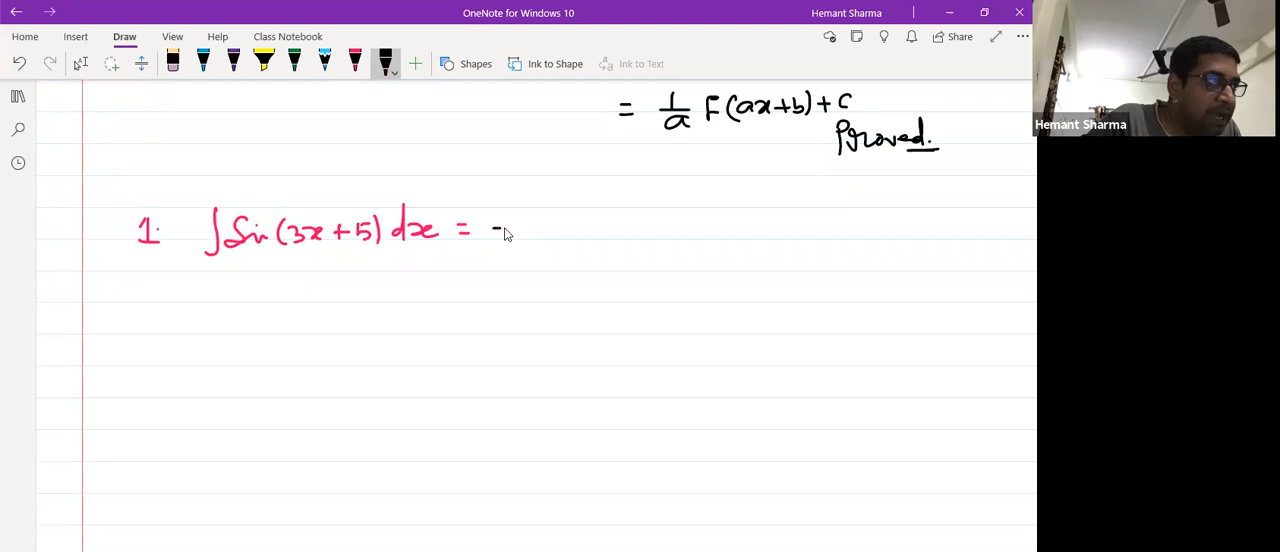 OneNote for Windows 10
Hemant Sharma
Home Insert Draw View Help Class Notebook
Share
Shapes Ink to Shape Ink to Text
= 1/a F(ax+b)+c
Proved.
1. ∫Sin(3x+5)dx = -
Hemant Sharma